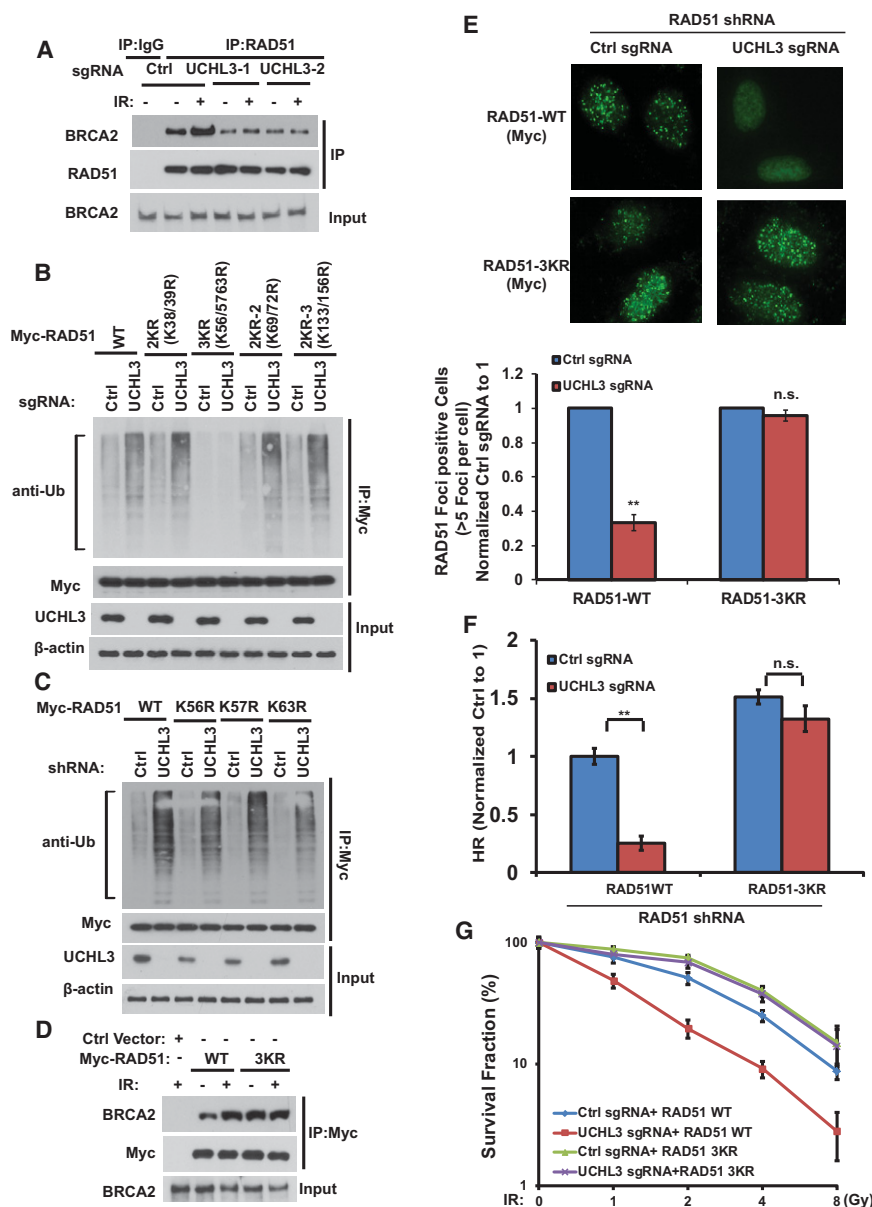 A
IP:IgG IP:RAD51
sgRNA Ctrl UCHL3-1 UCHL3-2
IR: - - + - + - +
BRCA2
RAD51
IP
BRCA2
Input
B
Myc-RAD51
WT
2KR (K38/39R)
3KR (K56/5763R)
2KR-2 (K69/72R)
2KR-3 (K133/156R)
sgRNA:
Ctrl UCHL3 Ctrl UCHL3 Ctrl UCHL3 Ctrl UCHL3 Ctrl UCHL3
anti-Ub
IP:Myc
Myc
UCHL3
Input
β-actin
C
Myc-RAD51 WT K56R K57R K63R
shRNA:
Ctrl UCHL3 Ctrl UCHL3 Ctrl UCHL3 Ctrl UCHL3
anti-Ub
IP:Myc
Myc
UCHL3
Input
β-actin
D
Ctrl Vector: + - - - -
Myc-RAD51: - WT 3KR
IR: + - + - +
BRCA2
IP:Myc
Myc
BRCA2
Input
E
RAD51 shRNA
Ctrl sgRNA UCHL3 sgRNA
RAD51-WT
(Myc)
RAD51-3KR
(Myc)
Ctrl sgRNA
UCHL3 sgRNA
RAD51 Foci positive Cells
(>5 Foci per cell)
Normalized Ctrl sgRNA to 1
1.2
1
0.8
0.6
0.4
0.2
0
**
n.s.
RAD51-WT RAD51-3KR
F
Ctrl sgRNA
UCHL3 sgRNA
HR (Normalized Ctrl to 1)
2
1.5
1
0.5
0
**
n.s.
RAD51WT RAD51-3KR
RAD51 shRNA
G
Survival Fraction (%)
100
10
1
Ctrl sgRNA+ RAD51 WT
UCHL3 sgRNA+ RAD51 WT
Ctrl sgRNA+ RAD51 3KR
UCHL3 sgRNA+RAD51 3KR
IR: 0 1 2 4 8 (Gy)